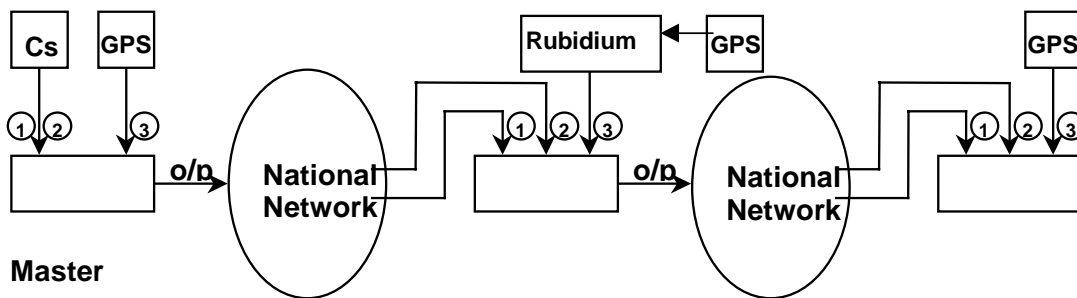 Cs
GPS
Rubidium
GPS
GPS
1
2
3
1
2
3
1
2
3
o/p
National
Network
o/p
National
Network
Master